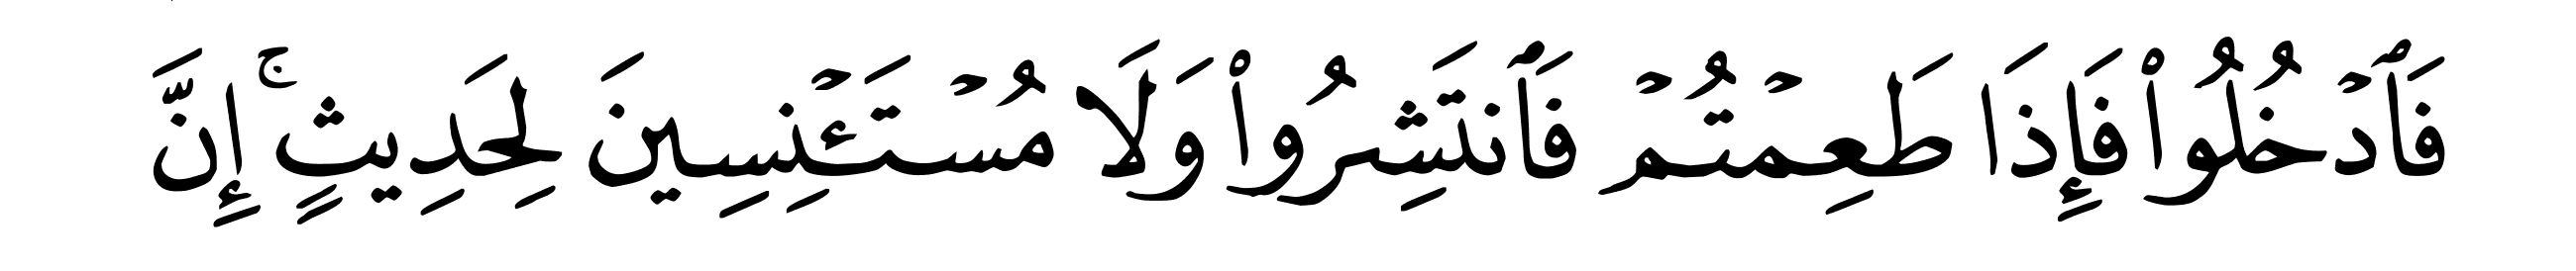 فَٱدۡخُلُواْ فَإِذَا طَعِمۡتُمۡ فَٱنتَشِرُواْ وَلَا مُسۡتَـٔۡنِسِينَ لِحَدِيثٍۚ إِنَّ